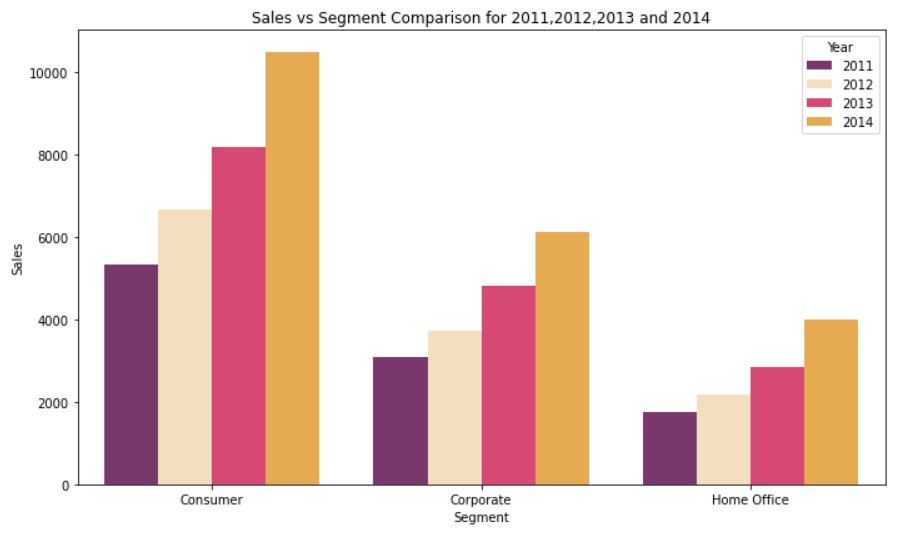 Sales vs Segment Comparison for 2011,2012,2013 and 2014
Year
2011
2012
2013
2014
10000
8000
6000
4000
2000
0
Sales
Consumer
Corporate
Home Office
Segment